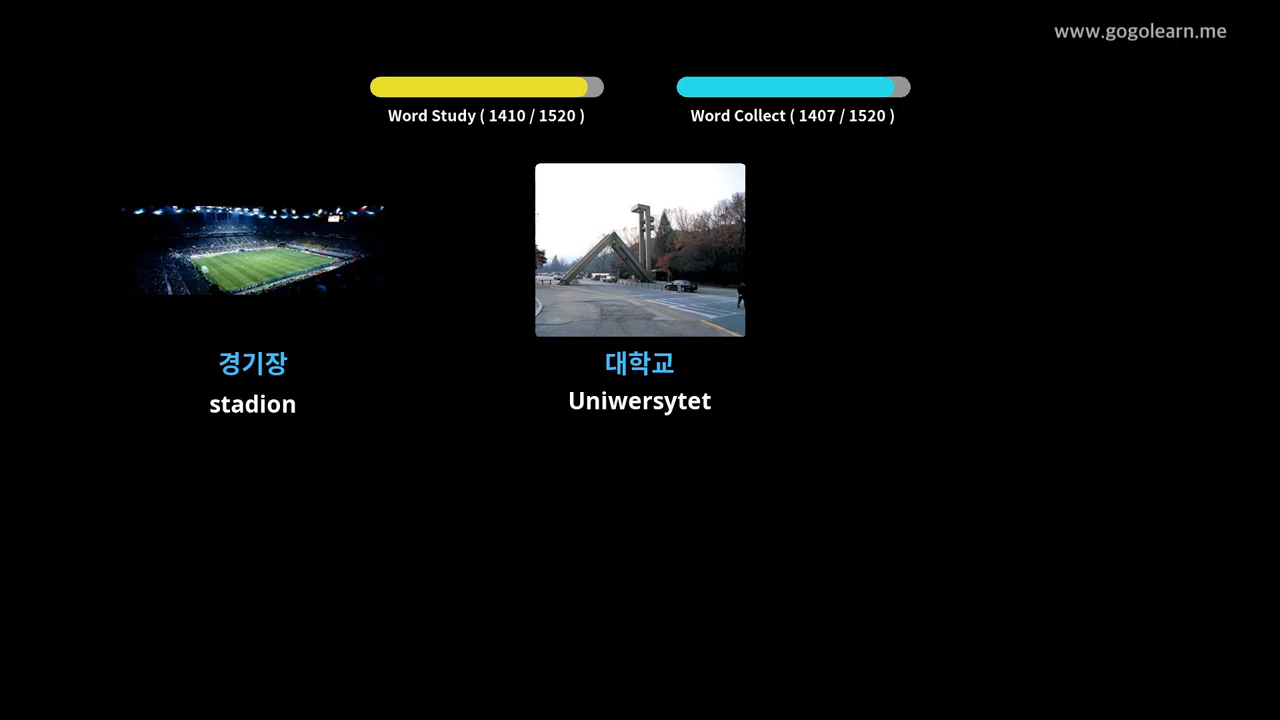 www.gogolearn.me
Word Study ( 1410 / 1520 )
Word Collect ( 1407 / 1520 )
경기장
stadion
대학교
Uniwersytet